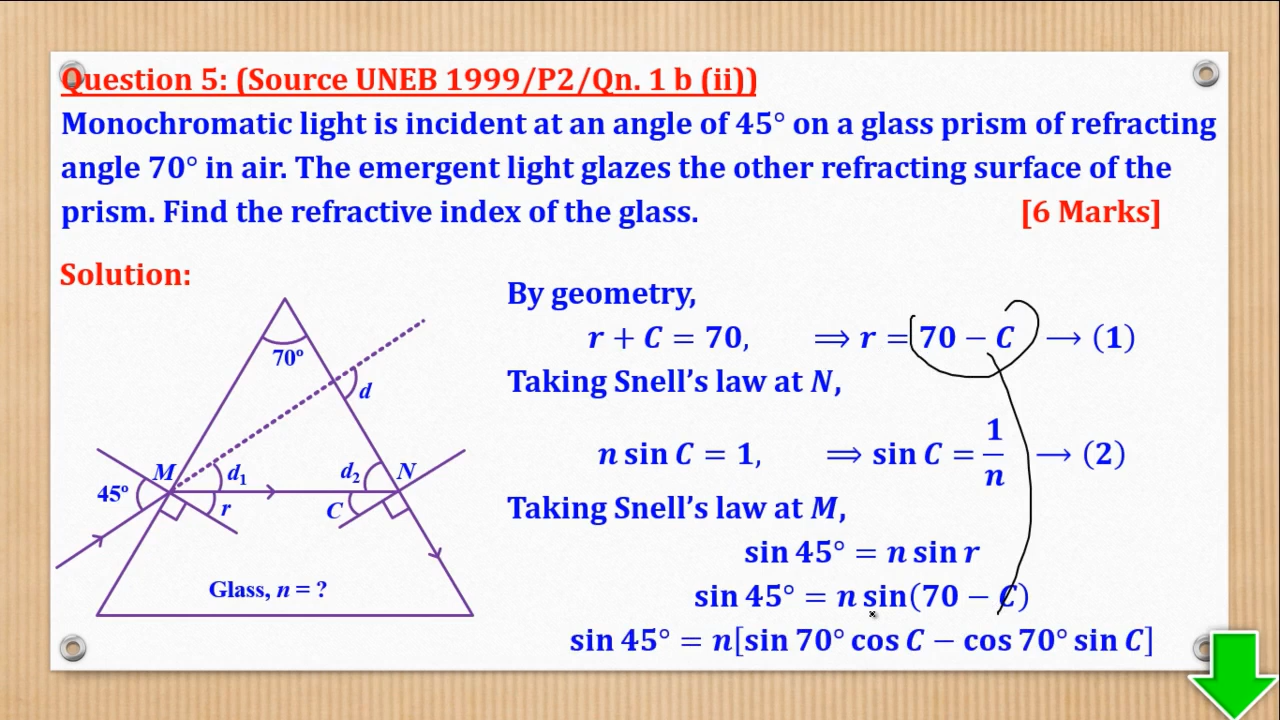 Question 5: (Source UNEB 1999/P2/Qn. 1 b (ii))
Monochromatic light is incident at an angle of 45° on a glass prism of refracting
angle 70° in air. The emergent light glazes the other refracting surface of the
prism. Find the refractive index of the glass. [6 Marks]
Solution:
70º
d
M
d₁
d₂
N
45º
r
C
Glass, n = ?
By geometry,
r + C = 70, ⟹ r = 70 − C ⟶ (1)
Taking Snell's law at N,
n sin C = 1, ⟹ sin C = 1/n ⟶ (2)
Taking Snell's law at M,
sin 45° = n sin r
sin 45° = n sin(70 − C)
sin 45° = n[sin 70° cos C − cos 70° sin C]